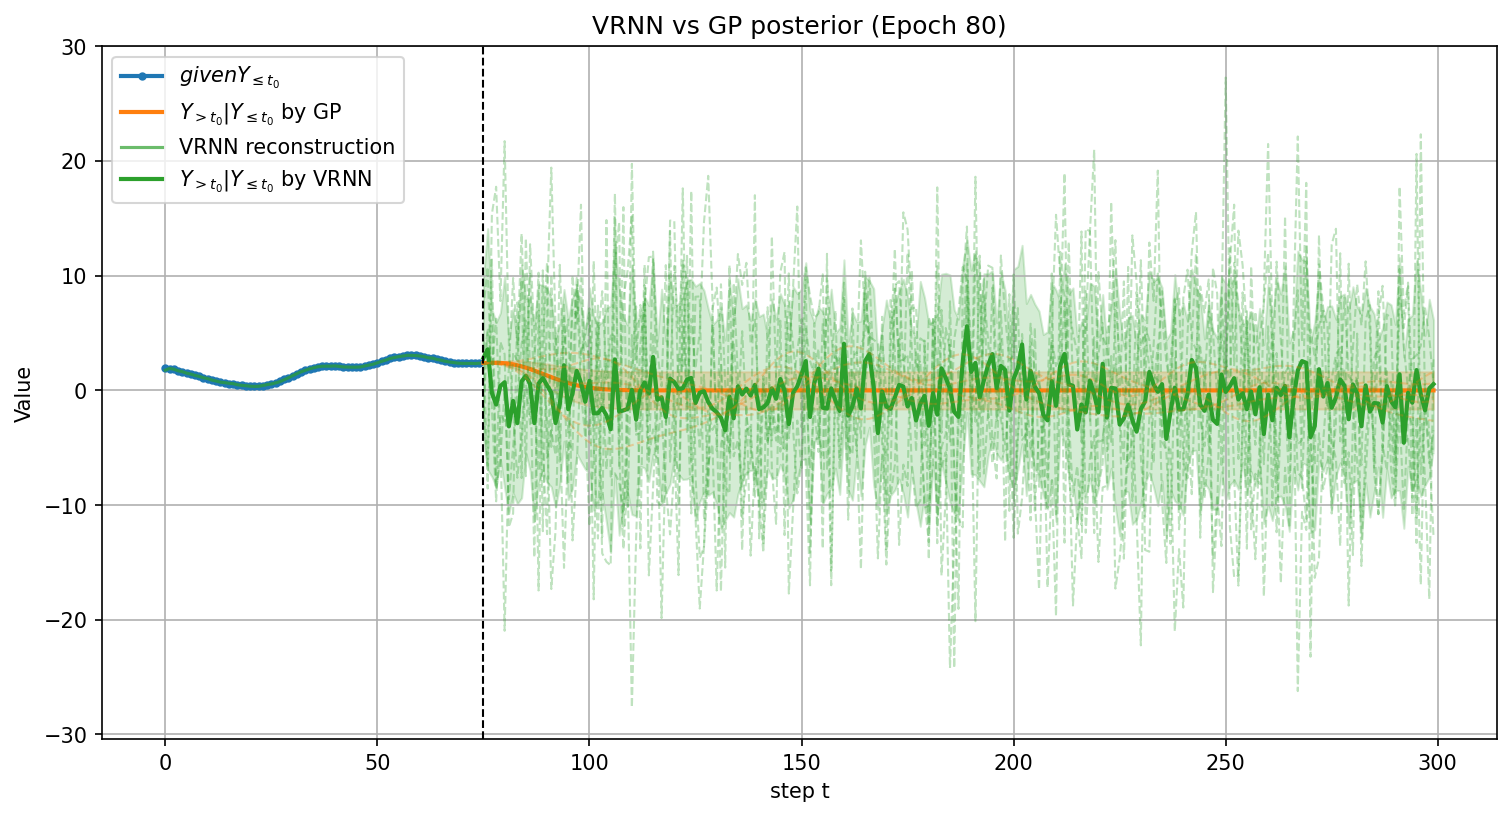 VRNN vs GP posterior (Epoch 80)
givenY≤t₀
Y>t₀|Y≤t₀ by GP
VRNN reconstruction
Y>t₀|Y≤t₀ by VRNN
Value
30
20
10
0
−10
−20
−30
0 50 100 150 200 250 300
step t